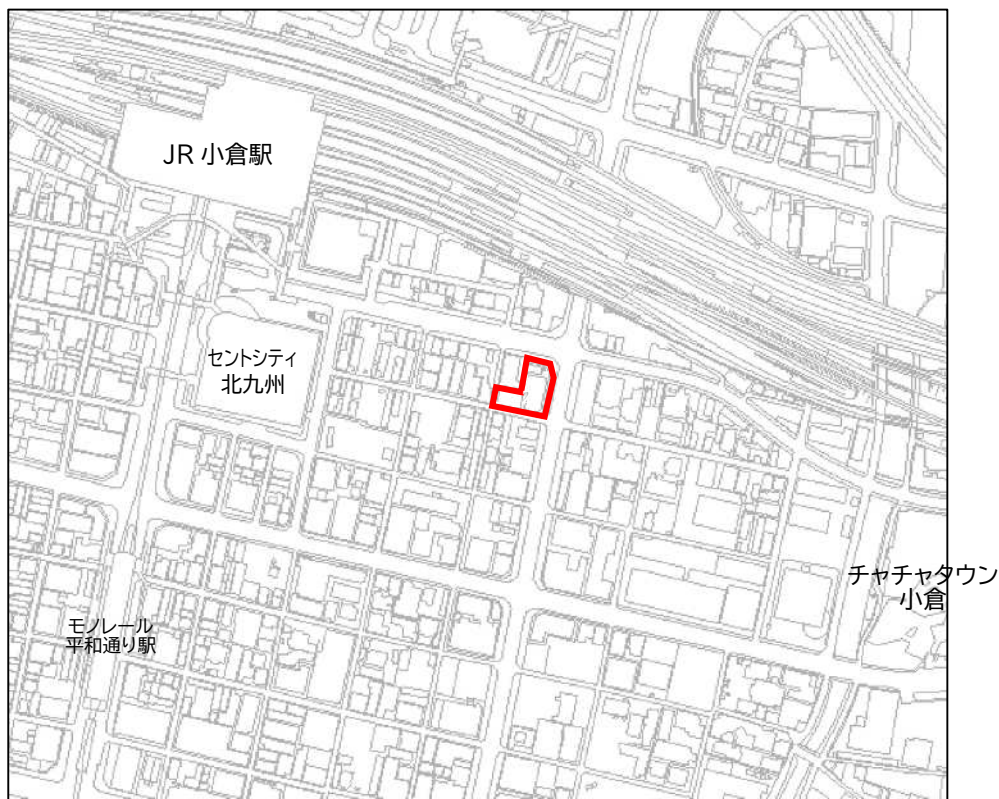 JR 小倉駅
セントシティ
北九州
チャチャタウン
小倉
モノレール
平和通り駅